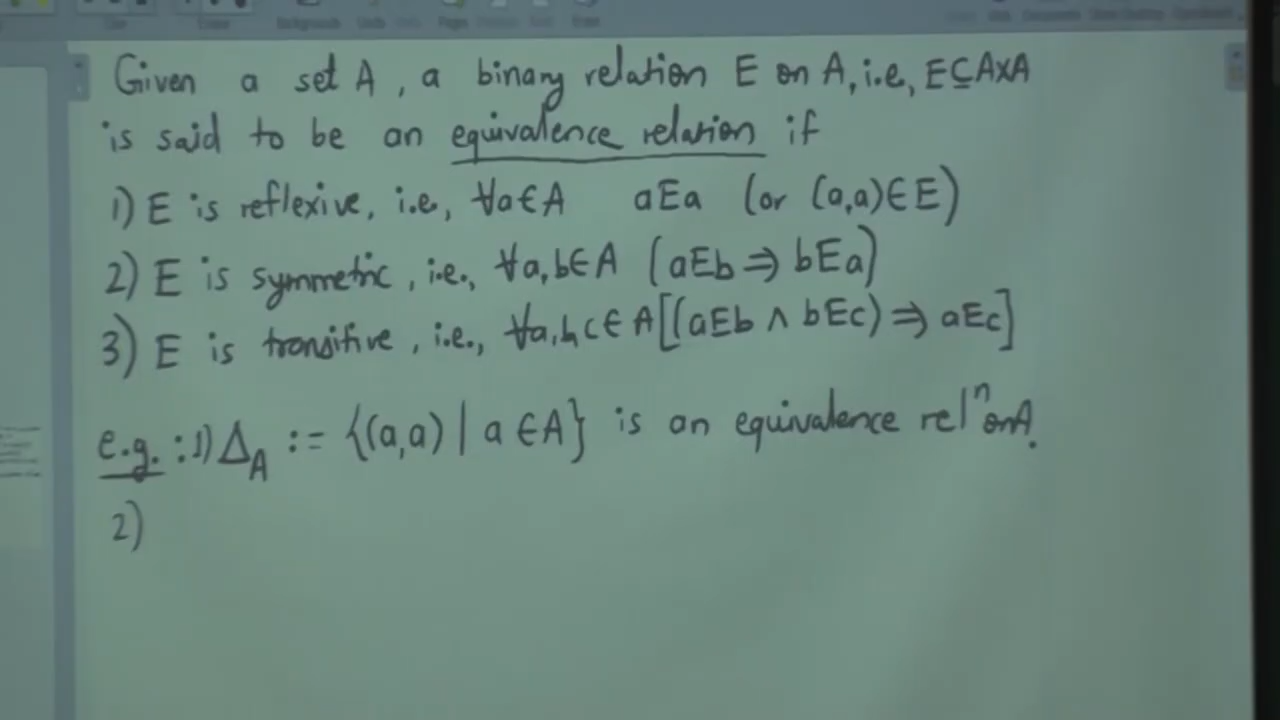 Given a set A, a binary relation E on A, i.e., E⊆A×A
is said to be an equivalence relation if
1) E is reflexive, i.e., ∀a∈A aEa (or (a,a)∈E)
2) E is symmetric, i.e., ∀a,b∈A (aEb ⇒ bEa)
3) E is transitive, i.e., ∀a,b,c∈A[(aEb ∧ bEc) ⇒ aEc]
e.g. : 1) Δ_A := {(a,a) | a∈A} is an equivalence relⁿ on A.
2)